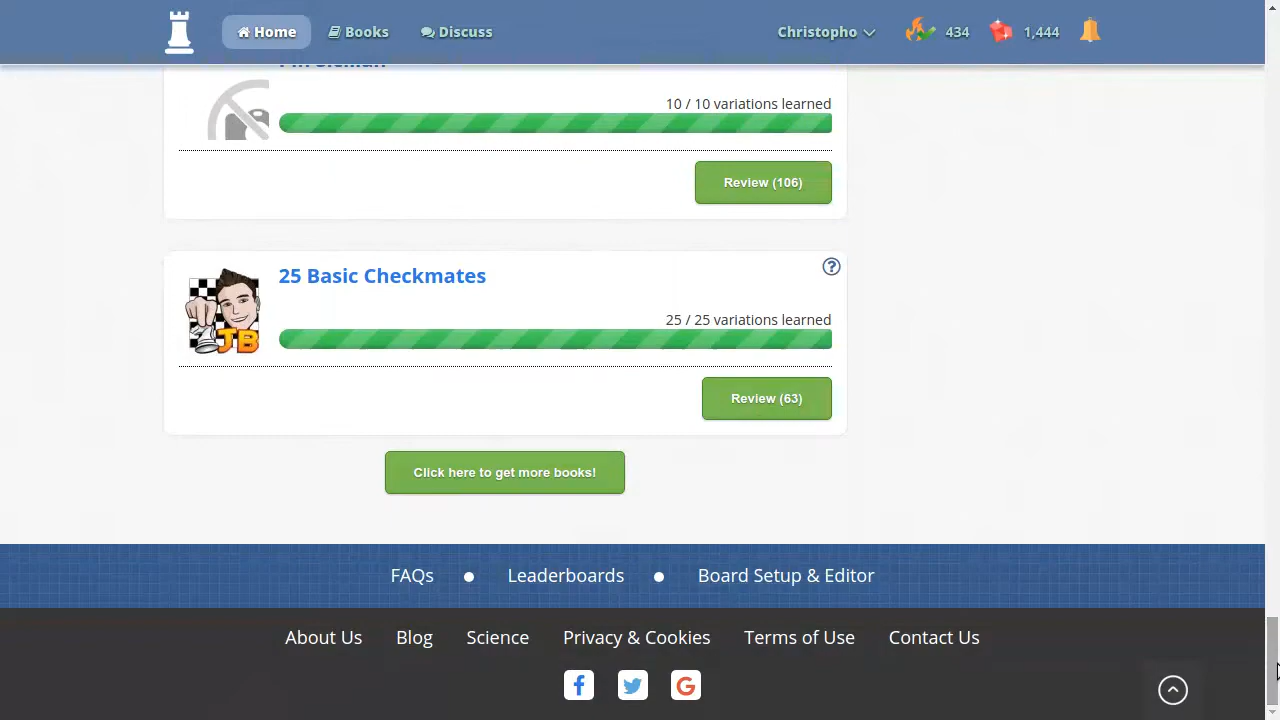 Home Books Discuss Christopho 434 1,444
10 / 10 variations learned
Review (106)
25 Basic Checkmates
25 / 25 variations learned
JB
Review (63)
Click here to get more books!
FAQs Leaderboards Board Setup & Editor
About Us Blog Science Privacy & Cookies Terms of Use Contact Us